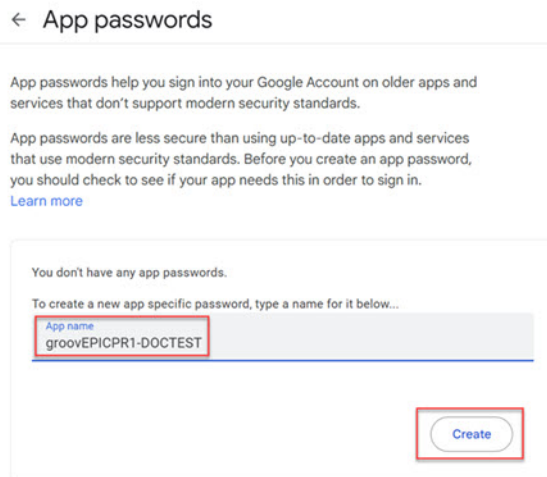 App passwords
App passwords help you sign into your Google Account on older apps and
services that don't support modern security standards.
App passwords are less secure than using up-to-date apps and services
that use modern security standards. Before you create an app password,
you should check to see if your app needs this in order to sign in.
Learn more
You don't have any app passwords.
To create a new app specific password, type a name for it below...
App name
groovEPICPR1-DOCTEST
Create